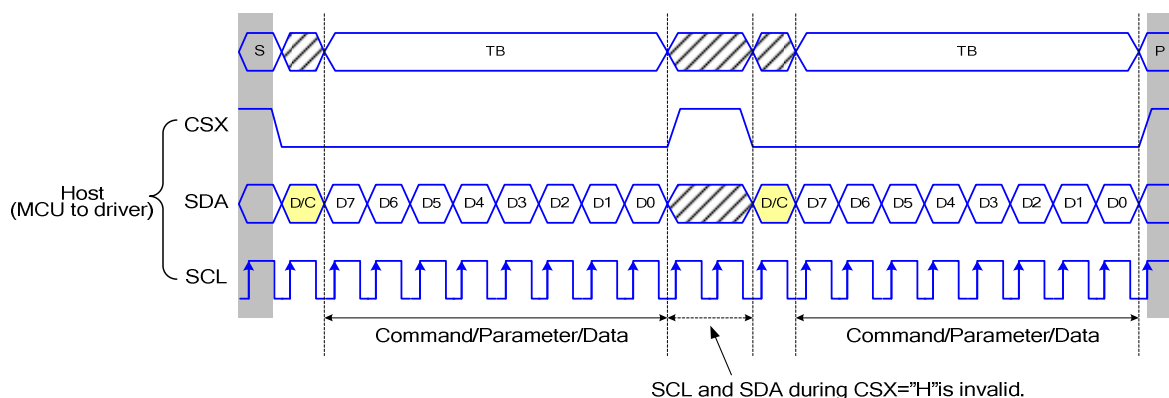 S TB TB P
CSX
Host
(MCU to driver)
SDA D/C D7 D6 D5 D4 D3 D2 D1 D0 D/C D7 D6 D5 D4 D3 D2 D1 D0
SCL
Command/Parameter/Data Command/Parameter/Data
SCL and SDA during CSX=”H”is invalid.